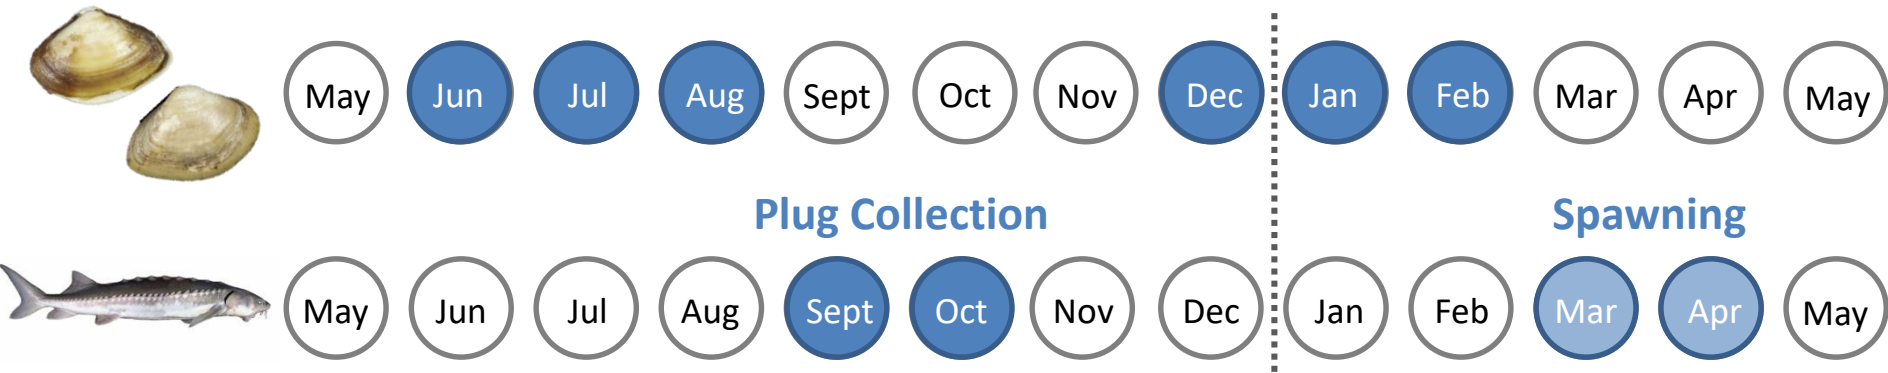 May Jun Jul Aug Sept Oct Nov Dec Jan Feb Mar Apr May
Plug Collection Spawning
May Jun Jul Aug Sept Oct Nov Dec Jan Feb Mar Apr May